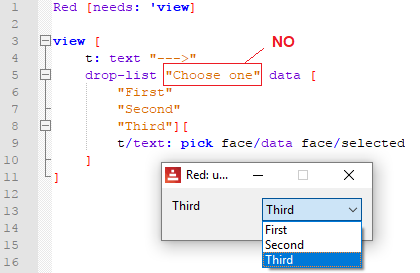 1 Red [needs: 'view]
2
3 view [
4 t: text "--->"
5 drop-list "Choose one" data [
6 "First"
7 "Second"
8 "Third"][
9 t/text: pick face/data face/selected
10 ]
11 ]
12
13
14
15
16
NO
Red: u...
Third
Third
First
Second
Third